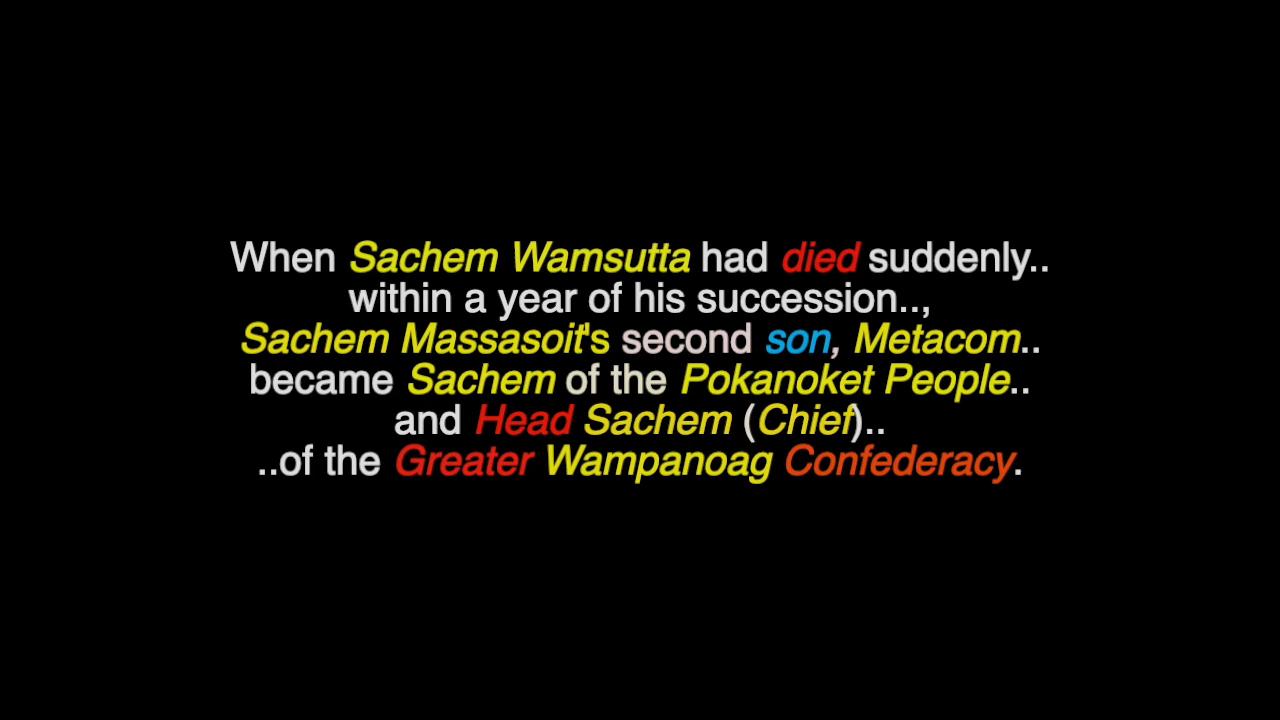 When Sachem Wamsutta had died suddenly..
within a year of his succession..,
Sachem Massasoit's second son, Metacom..
became Sachem of the Pokanoket People..
and Head Sachem (Chief)..
..of the Greater Wampanoag Confederacy.